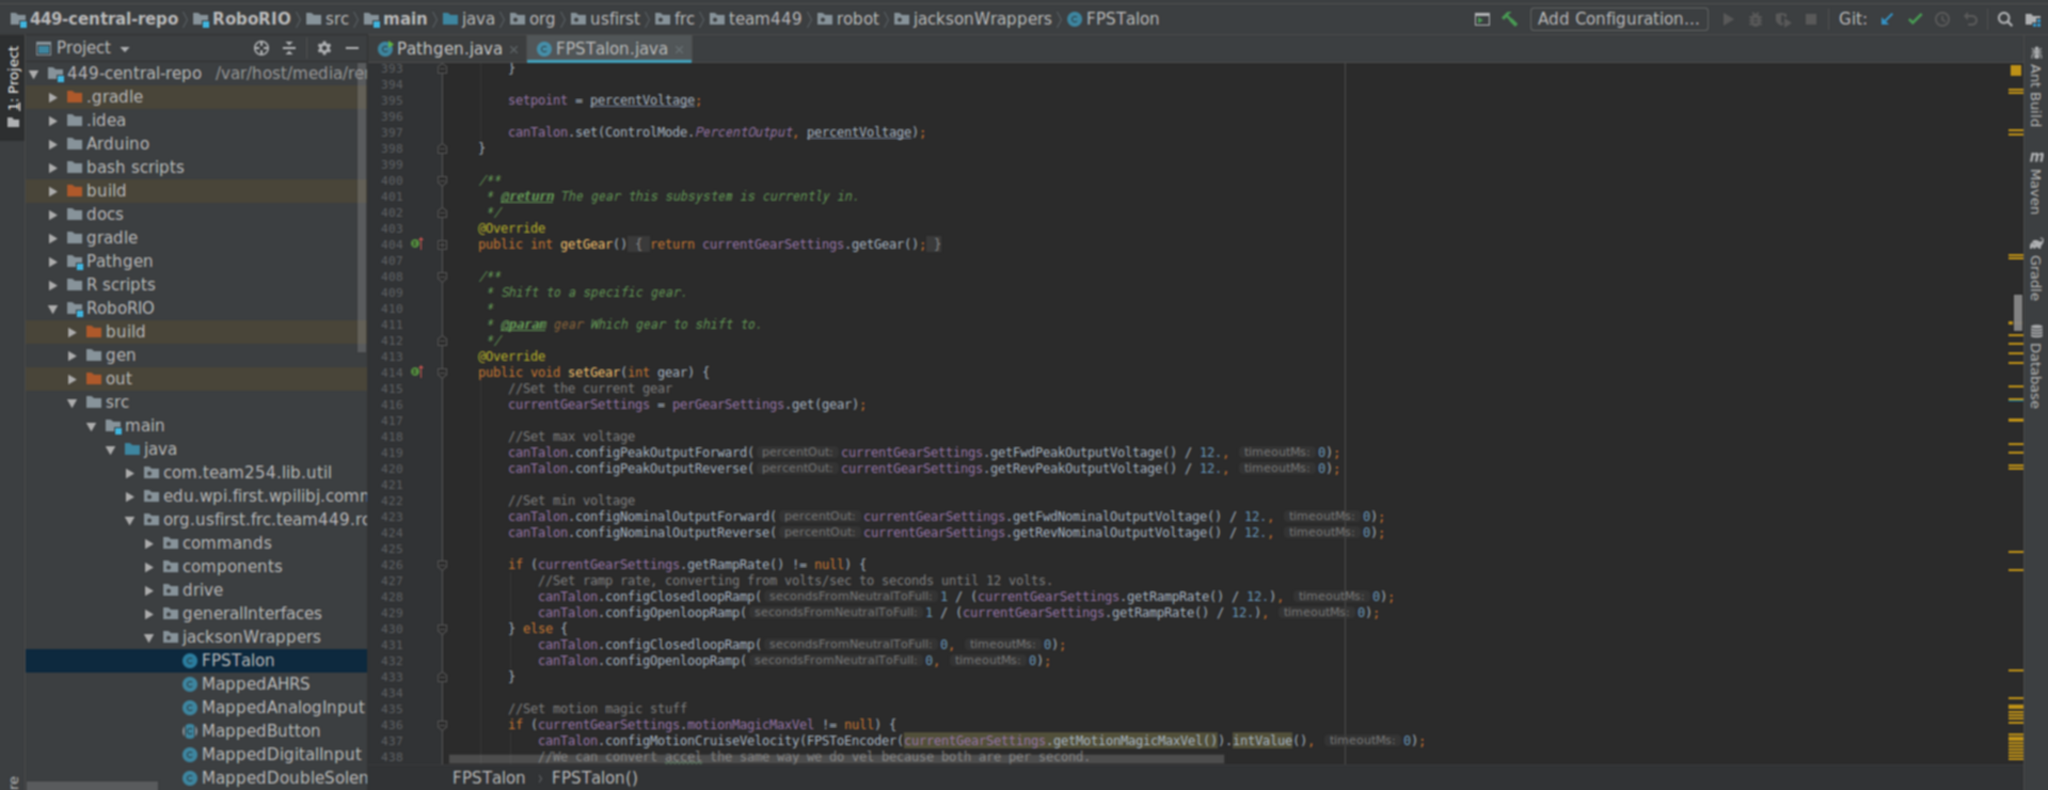 449-central-repo RoboRIO src main java org usfirst frc team449 robot jacksonWrappers FPSTalon Add Configuration... Git:
1: Project
Project
Pathgen.java FPSTalon.java
449-central-repo /var/host/media/re
.gradle
.idea
Arduino
bash scripts
build
docs
gradle
Pathgen
R scripts
RoboRIO
build
gen
out
src
main
java
com.team254.lib.util
edu.wpi.first.wpilibj.comm
org.usfirst.frc.team449.ro
commands
components
drive
generalInterfaces
jacksonWrappers
FPSTalon
MappedAHRS
MappedAnalogInput
MappedButton
MappedDigitalInput
MappedDoubleSolen
393 }
394
395 setpoint = percentVoltage;
396
397 canTalon.set(ControlMode.PercentOutput, percentVoltage);
398 }
399
400 /**
401 * @return The gear this subsystem is currently in.
402 */
403 @Override
404 public int getGear() { return currentGearSettings.getGear(); }
407
408 /**
409 * Shift to a specific gear.
410 *
411 * @param gear Which gear to shift to.
412 */
413 @Override
414 public void setGear(int gear) {
415 //Set the current gear
416 currentGearSettings = perGearSettings.get(gear);
417
418 //Set max voltage
419 canTalon.configPeakOutputForward( percentOut: currentGearSettings.getFwdPeakOutputVoltage() / 12., timeoutMs: 0);
420 canTalon.configPeakOutputReverse( percentOut: currentGearSettings.getRevPeakOutputVoltage() / 12., timeoutMs: 0);
421
422 //Set min voltage
423 canTalon.configNominalOutputForward( percentOut: currentGearSettings.getFwdNominalOutputVoltage() / 12., timeoutMs: 0);
424 canTalon.configNominalOutputReverse( percentOut: currentGearSettings.getRevNominalOutputVoltage() / 12., timeoutMs: 0);
425
426 if (currentGearSettings.getRampRate() != null) {
427 //Set ramp rate, converting from volts/sec to seconds until 12 volts.
428 canTalon.configClosedloopRamp( secondsFromNeutralToFull: 1 / (currentGearSettings.getRampRate() / 12.), timeoutMs: 0);
429 canTalon.configOpenloopRamp( secondsFromNeutralToFull: 1 / (currentGearSettings.getRampRate() / 12.), timeoutMs: 0);
430 } else {
431 canTalon.configClosedloopRamp( secondsFromNeutralToFull: 0, timeoutMs: 0);
432 canTalon.configOpenloopRamp( secondsFromNeutralToFull: 0, timeoutMs: 0);
433 }
434
435 //Set motion magic stuff
436 if (currentGearSettings.motionMagicMaxVel != null) {
437 canTalon.configMotionCruiseVelocity(FPSToEncoder(currentGearSettings.getMotionMagicMaxVel()).intValue(), timeoutMs: 0);
438 //We can convert accel the same way we do vel because both are per second.
FPSTalon FPSTalon()
Ant Build
Maven
Gradle
Database